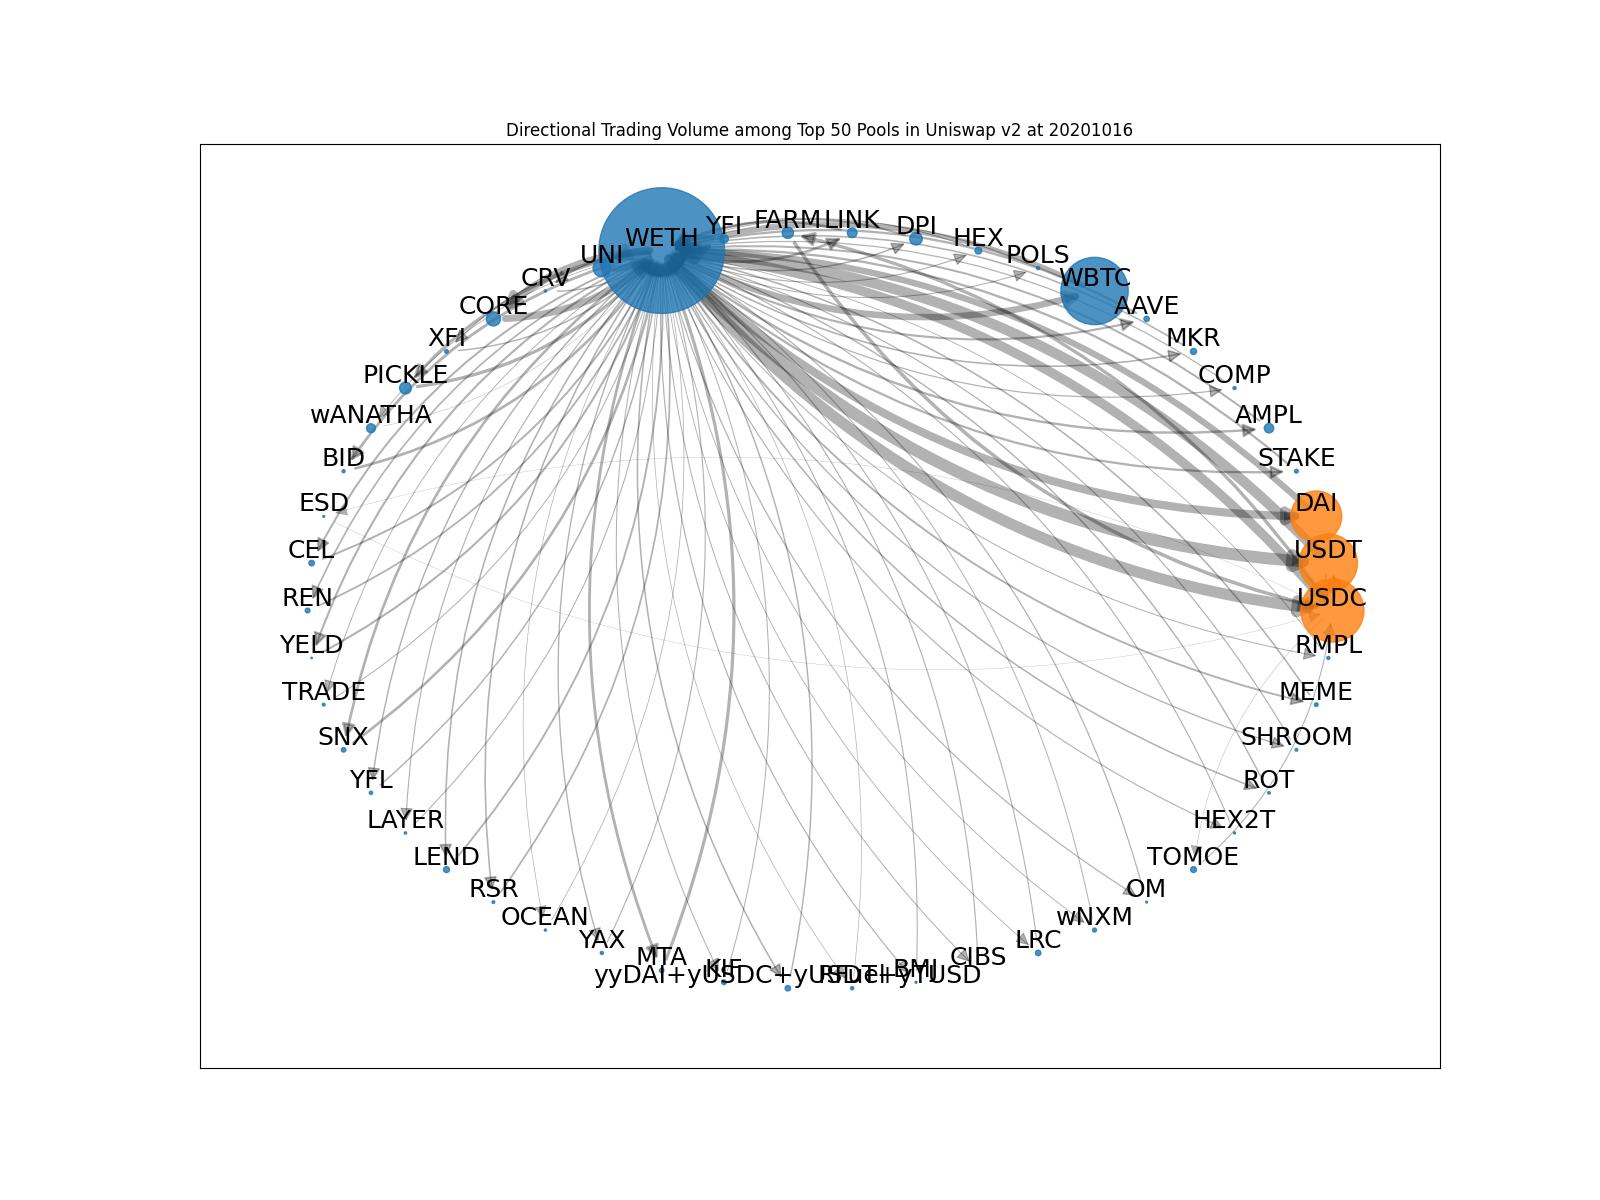 Directional Trading Volume among Top 50 Pools in Uniswap v2 at 20201016
WETH
YFI
FARM
LINK
DPI
HEX
POLS
WBTC
AAVE
MKR
COMP
AMPL
STAKE
DAI
USDT
USDC
RMPL
MEME
SHROOM
ROT
HEX2T
TOMOE
OM
wNXM
LRC
CIBS
BMI
yyDAI+yUSDC+yUSDT+yTUSD
MTA
YAX
OCEAN
RSR
LEND
LAYER
YFL
SNX
TRADE
YELD
REN
CEL
ESD
BID
wANATHA
PICKLE
XFI
CORE
CRV
UNI